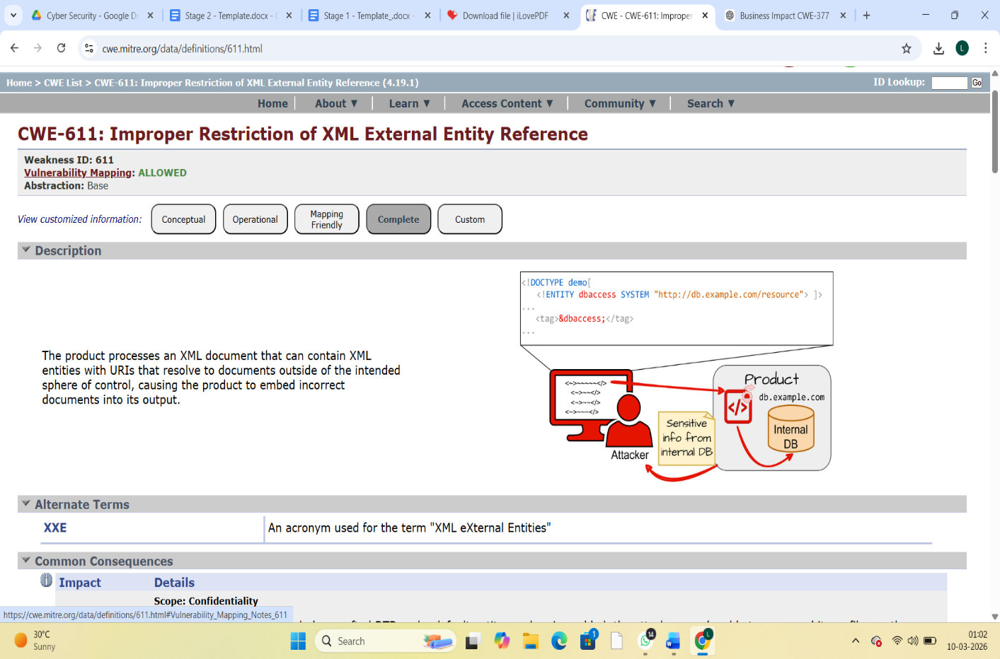 Cyber Security - Google Dr
Stage 2 - Template.docx - G
Stage 1 - Template_.docx -
Download file | iLovePDF
CWE - CWE-611: Improper
Business Impact CWE-377
cwe.mitre.org/data/definitions/611.html
L
Home > CWE List > CWE-611: Improper Restriction of XML External Entity Reference (4.19.1)
ID Lookup:
Go
Home
About ▼
Learn ▼
Access Content ▼
Community ▼
Search ▼
CWE-611: Improper Restriction of XML External Entity Reference
Weakness ID: 611
Vulnerability Mapping: ALLOWED
Abstraction: Base
View customized information:
Conceptual
Operational
Mapping
Friendly
Complete
Custom
Description
<!DOCTYPE demo[
<!ENTITY dbaccess SYSTEM "http://db.example.com/resource"> ]>
...
<tag>&dbaccess;</tag>
...
The product processes an XML document that can contain XML
entities with URIs that resolve to documents outside of the intended
sphere of control, causing the product to embed incorrect
documents into its output.
Product
db.example.com
</>
Internal
DB
Sensitive
info from
internal DB
Attacker
Alternate Terms
XXE
An acronym used for the term "XML eXternal Entities"
Common Consequences
Impact
Details
Scope: Confidentiality
https://cwe.mitre.org/data/definitions/611.html#Vulnerability_Mapping_Notes_611
30°C
Sunny
Search
1
14
L
01:02
10-03-2026